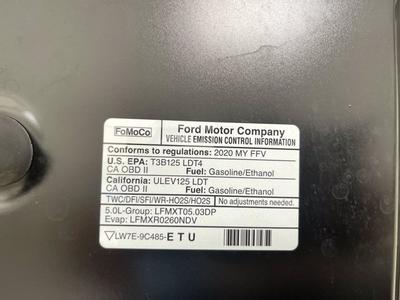 FoMoCo
Ford Motor Company
VEHICLE EMISSION CONTROL INFORMATION
Conforms to regulations: 2020 MY FFV
U.S. EPA: T3B125 LDT4
CA OBD II Fuel: Gasoline/Ethanol
California: ULEV125 LDT
CA OBD II Fuel: Gasoline/Ethanol
TWC/DFI/SFI/WR-HO2S/HO2S No adjustments needed.
5.0L-Group: LFMXT05.03DP
Evap: LFMXR0260NDV
LW7E-9C485-ETU